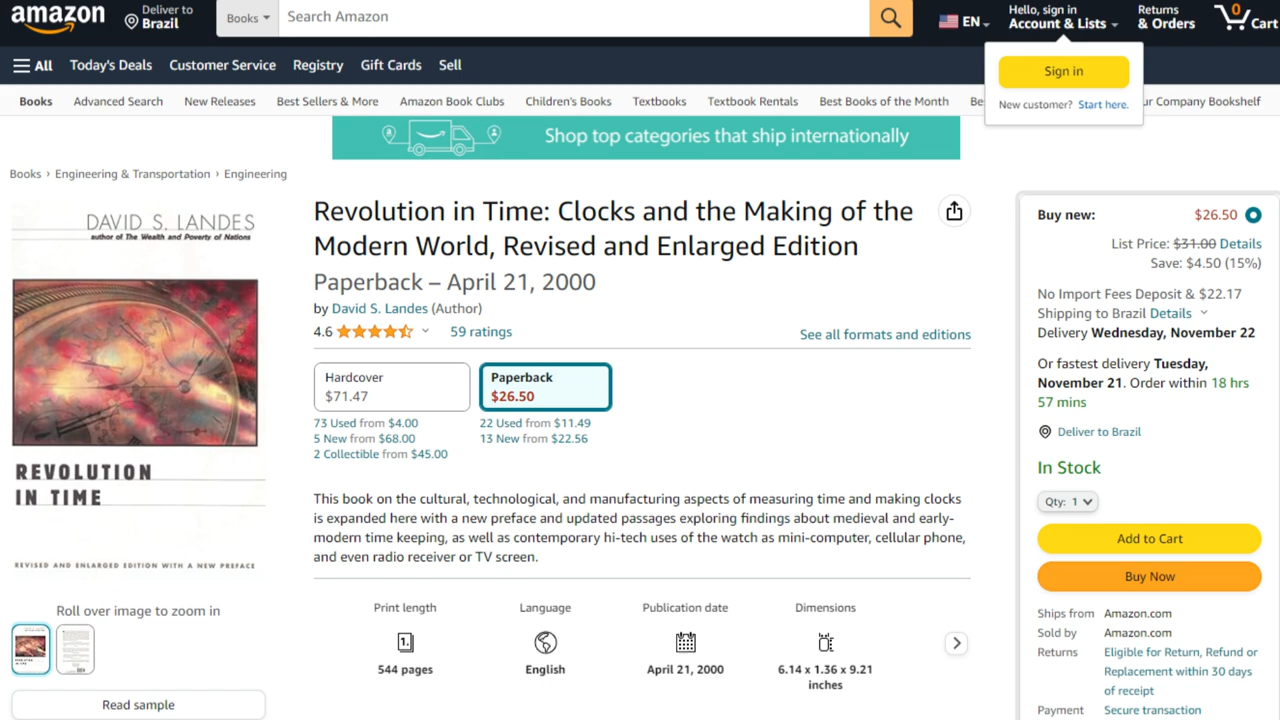 amazon
Deliver to
Brazil
Books
Search Amazon
EN
Hello, sign in
Account & Lists
Returns
& Orders
0
Cart
All
Today's Deals
Customer Service
Registry
Gift Cards
Sell
Sign in
New customer? Start here.
Books
Advanced Search
New Releases
Best Sellers & More
Amazon Book Clubs
Children's Books
Textbooks
Textbook Rentals
Best Books of the Month
Be
ur Company Bookshelf
Shop top categories that ship internationally
Books › Engineering & Transportation › Engineering
DAVID S. LANDES
author of The Wealth and Poverty of Nations
REVOLUTION
IN TIME
REVISED AND ENLARGED EDITION WITH A NEW PREFACE
Roll over image to zoom in
Read sample
Revolution in Time: Clocks and the Making of the
Modern World, Revised and Enlarged Edition
Paperback – April 21, 2000
by David S. Landes (Author)
4.6
59 ratings
See all formats and editions
Hardcover
$71.47
73 Used from $4.00
5 New from $68.00
2 Collectible from $45.00
Paperback
$26.50
22 Used from $11.49
13 New from $22.56
This book on the cultural, technological, and manufacturing aspects of measuring time and making clocks
is expanded here with a new preface and updated passages exploring findings about medieval and early-
modern time keeping, as well as contemporary hi-tech uses of the watch as mini-computer, cellular phone,
and even radio receiver or TV screen.
Print length
544 pages
Language
English
Publication date
April 21, 2000
Dimensions
6.14 x 1.36 x 9.21
inches
Buy new:
$26.50
List Price: $31.00 Details
Save: $4.50 (15%)
No Import Fees Deposit & $22.17
Shipping to Brazil Details
Delivery Wednesday, November 22
Or fastest delivery Tuesday,
November 21. Order within 18 hrs
57 mins
Deliver to Brazil
In Stock
Qty: 1
Add to Cart
Buy Now
Ships from Amazon.com
Sold by Amazon.com
Returns Eligible for Return, Refund or
Replacement within 30 days
of receipt
Payment Secure transaction